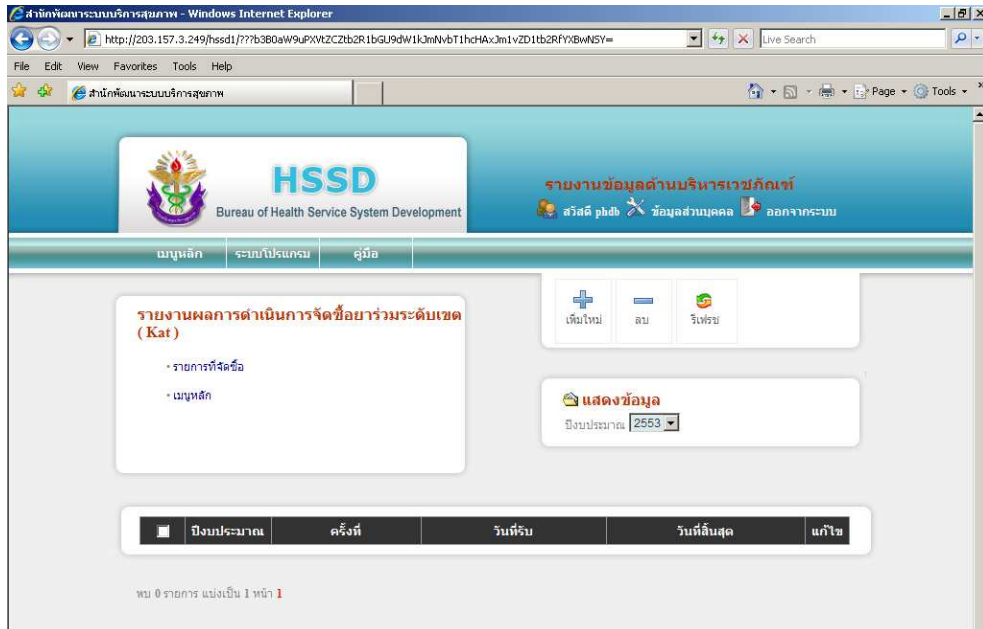 สำนักพัฒนาระบบบริการสุขภาพ - Windows Internet Explorer
http://203.157.3.249/hssd1/???b3B0aW9uPXVtZCZtb2R1bGU9dW1kJmNvbT1hcHAxJm1vZD1tb2RfYXBwNSY=
Live Search
File Edit View Favorites Tools Help
สำนักพัฒนาระบบบริการสุขภาพ
Page Tools
HSSD
Bureau of Health Service System Development
รายงานข้อมูลด้านบริหารเวชภัณฑ์
สวัสดี phdb ข้อมูลส่วนบุคคล ออกจากระบบ
เมนูหลัก ระบบโปรแกรม คู่มือ
รายงานผลการดำเนินการจัดซื้อยาร่วมระดับเขต
( Kat )
• รายการที่จัดซื้อ
• เมนูหลัก
เพิ่มใหม่ ลบ รีเฟรช
แสดงข้อมูล
ปีงบประมาณ 2553
ปีงบประมาณ ครั้งที่ วันที่รับ วันที่สิ้นสุด แก้ไข
พบ 0 รายการ แบ่งเป็น 1 หน้า 1